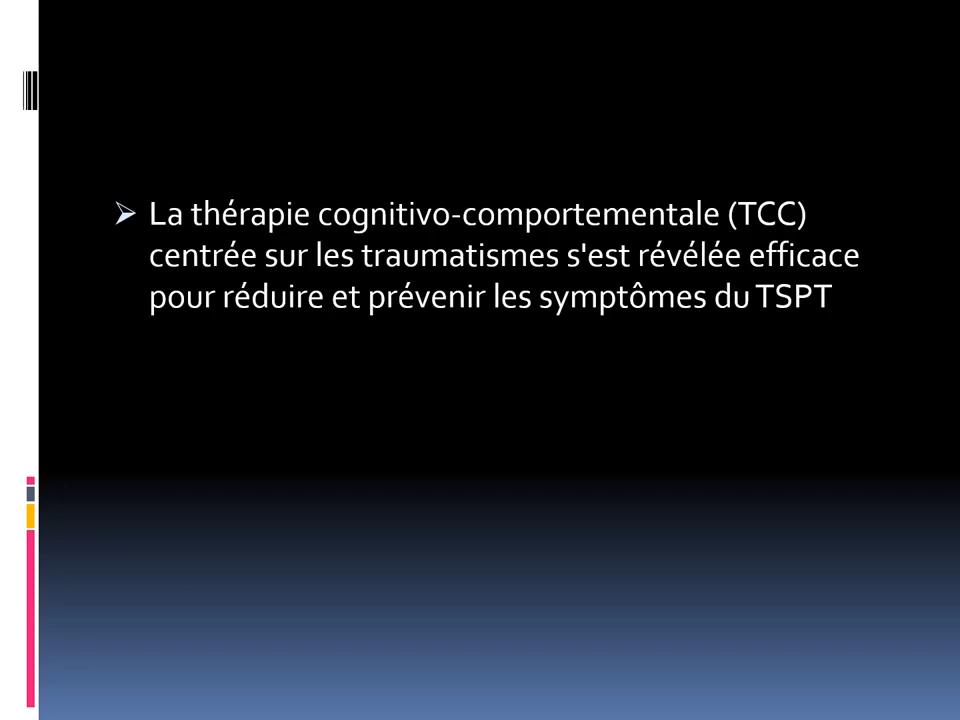 ➢ La thérapie cognitivo-comportementale (TCC)
centrée sur les traumatismes s'est révélée efficace
pour réduire et prévenir les symptômes du TSPT